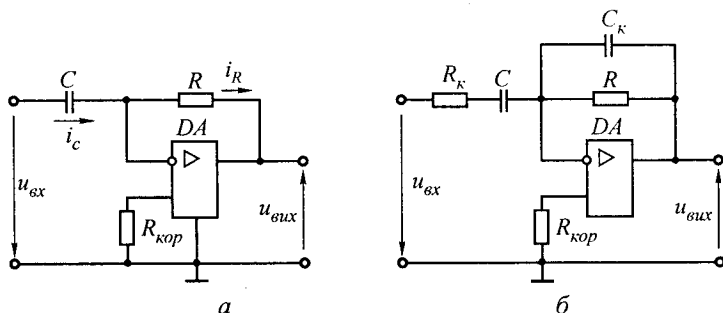 C
R
i_R
i_c
DA
▷
u_вх
R_кор
u_вих
а
C_к
R_к
C
R
DA
▷
u_вх
R_кор
u_вих
б